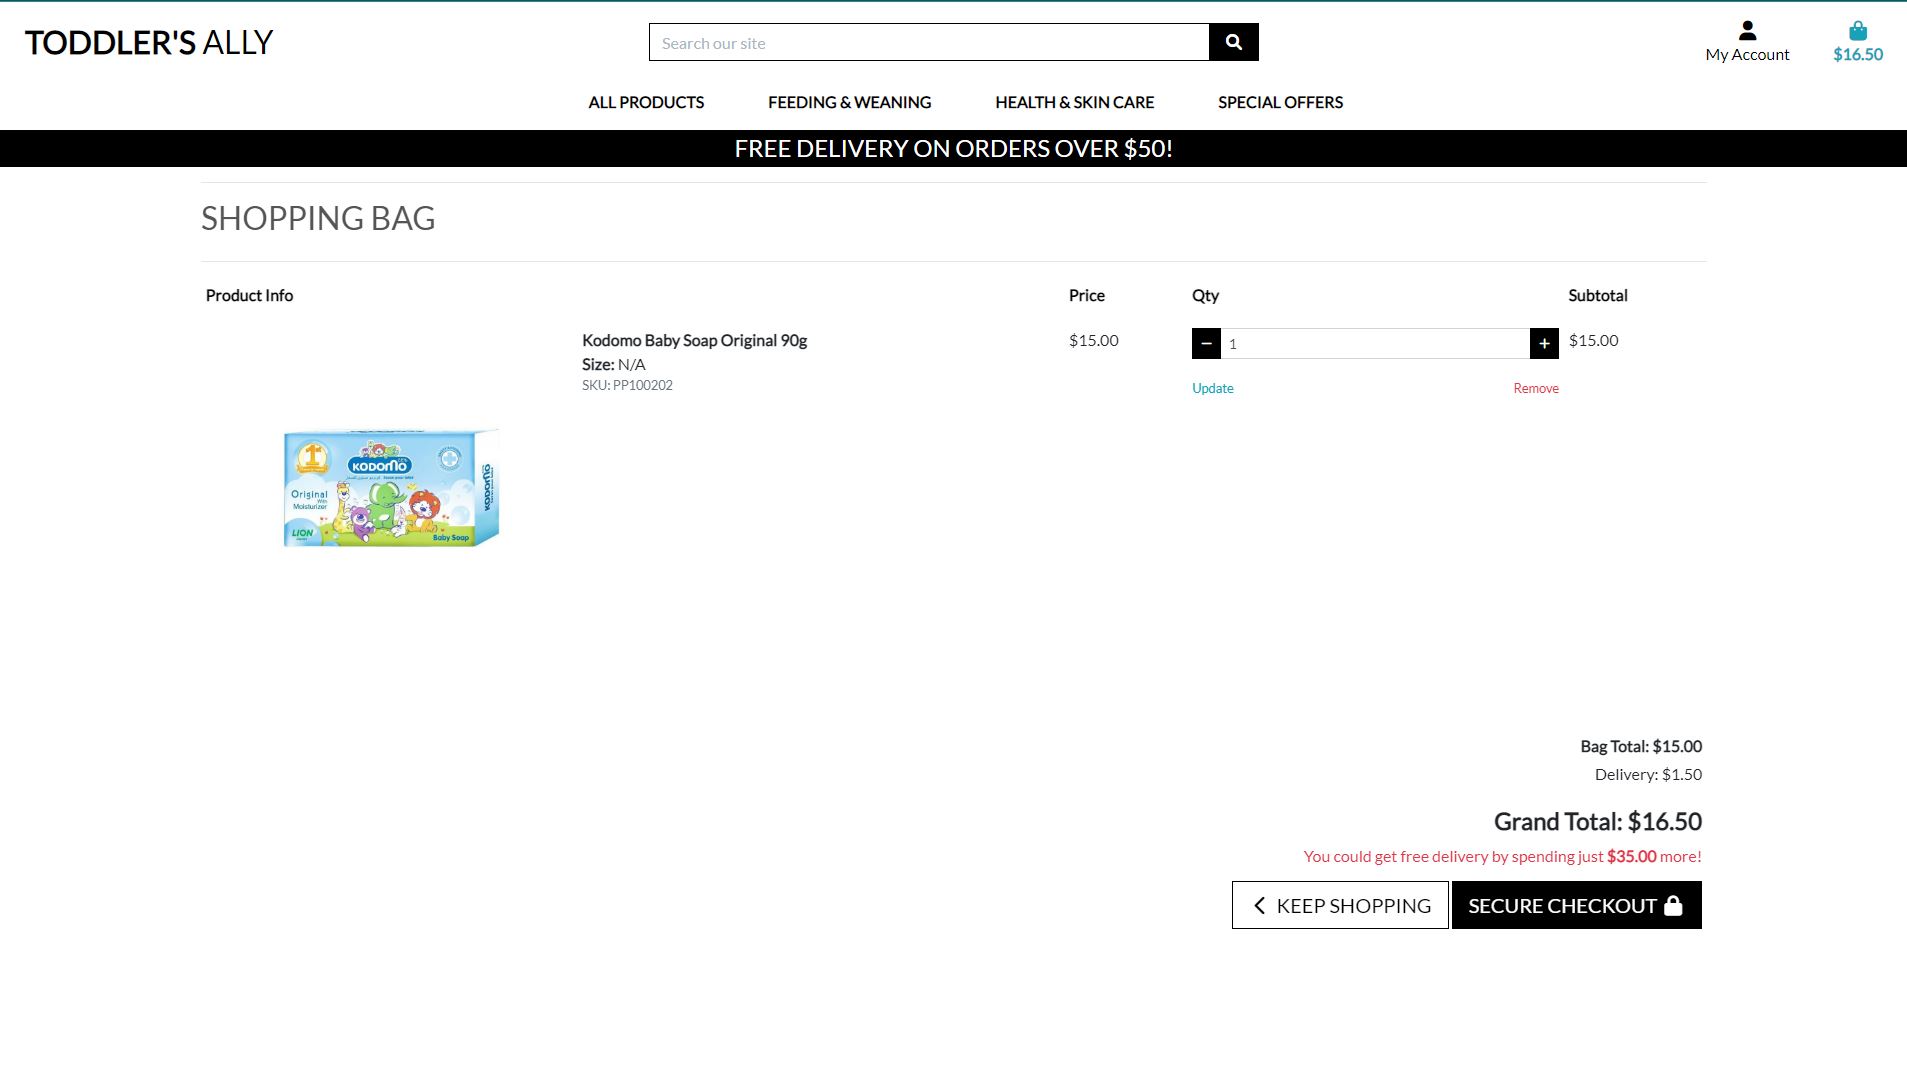 TODDLER'S ALLY
Search our site
My Account
$16.50
ALL PRODUCTS
FEEDING & WEANING
HEALTH & SKIN CARE
SPECIAL OFFERS
FREE DELIVERY ON ORDERS OVER $50!
SHOPPING BAG
Product Info
Price
Qty
Subtotal
Kodomo Baby Soap Original 90g
Size: N/A
SKU: PP100202
$15.00
1
$15.00
Update
Remove
KODOMO
Original
With
Moisturizer
LION
Baby Soap
KODOMO
Bag Total: $15.00
Delivery: $1.50
Grand Total: $16.50
You could get free delivery by spending just $35.00 more!
KEEP SHOPPING
SECURE CHECKOUT